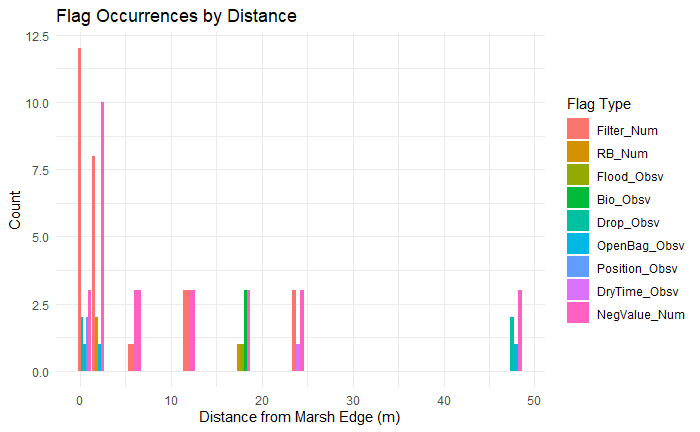 Flag Occurrences by Distance
12.5
10.0
7.5
5.0
2.5
0.0
Count
0 10 20 30 40 50
Distance from Marsh Edge (m)
Flag Type
Filter_Num
RB_Num
Flood_Obsv
Bio_Obsv
Drop_Obsv
OpenBag_Obsv
Position_Obsv
DryTime_Obsv
NegValue_Num